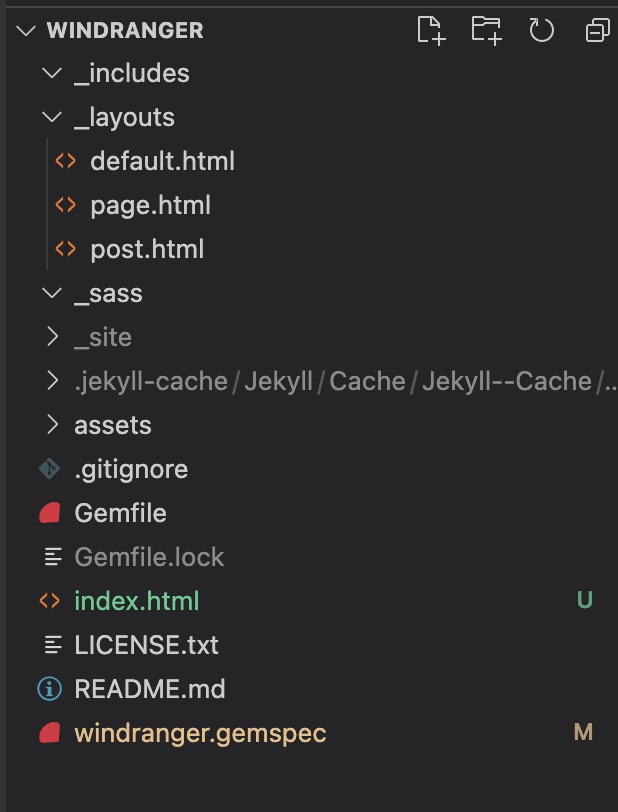 WINDRANGER
_includes
_layouts
default.html
page.html
post.html
_sass
_site
.jekyll-cache/Jekyll/Cache/Jekyll--Cache/..
assets
.gitignore
Gemfile
Gemfile.lock
index.html U
LICENSE.txt
README.md
windranger.gemspec M